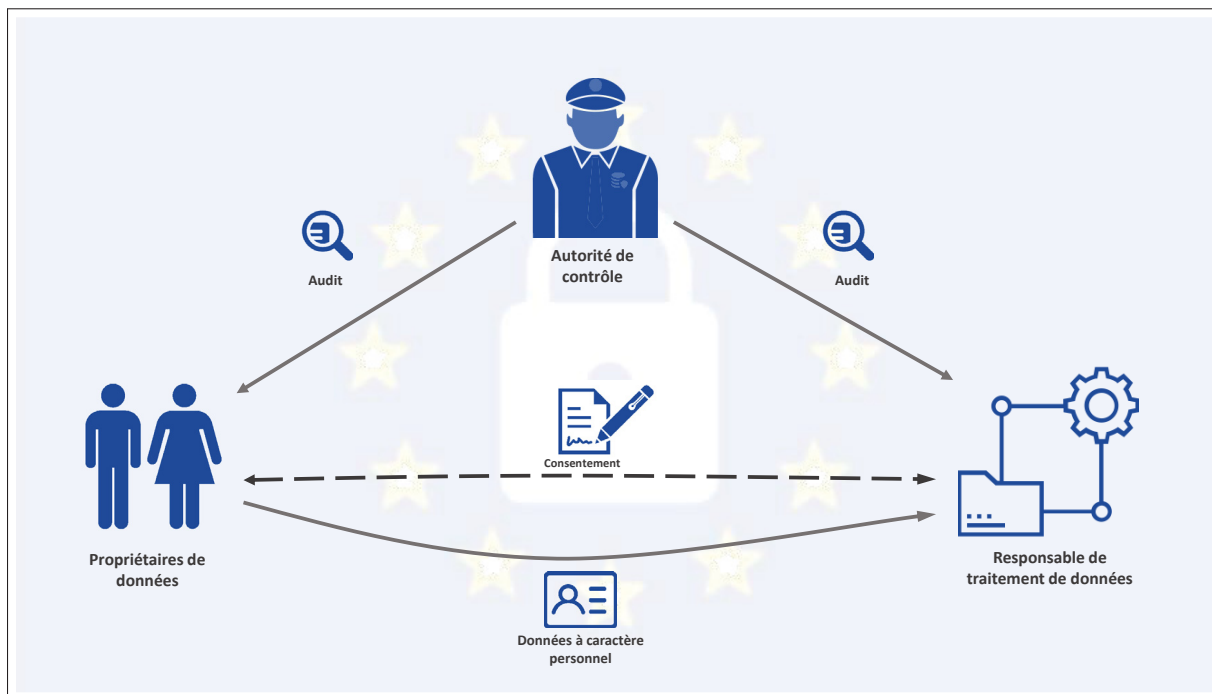 Autorité de
contrôle
Audit
Audit
Consentement
Propriétaires de
données
Responsable de
traitement de données
Données à caractère
personnel